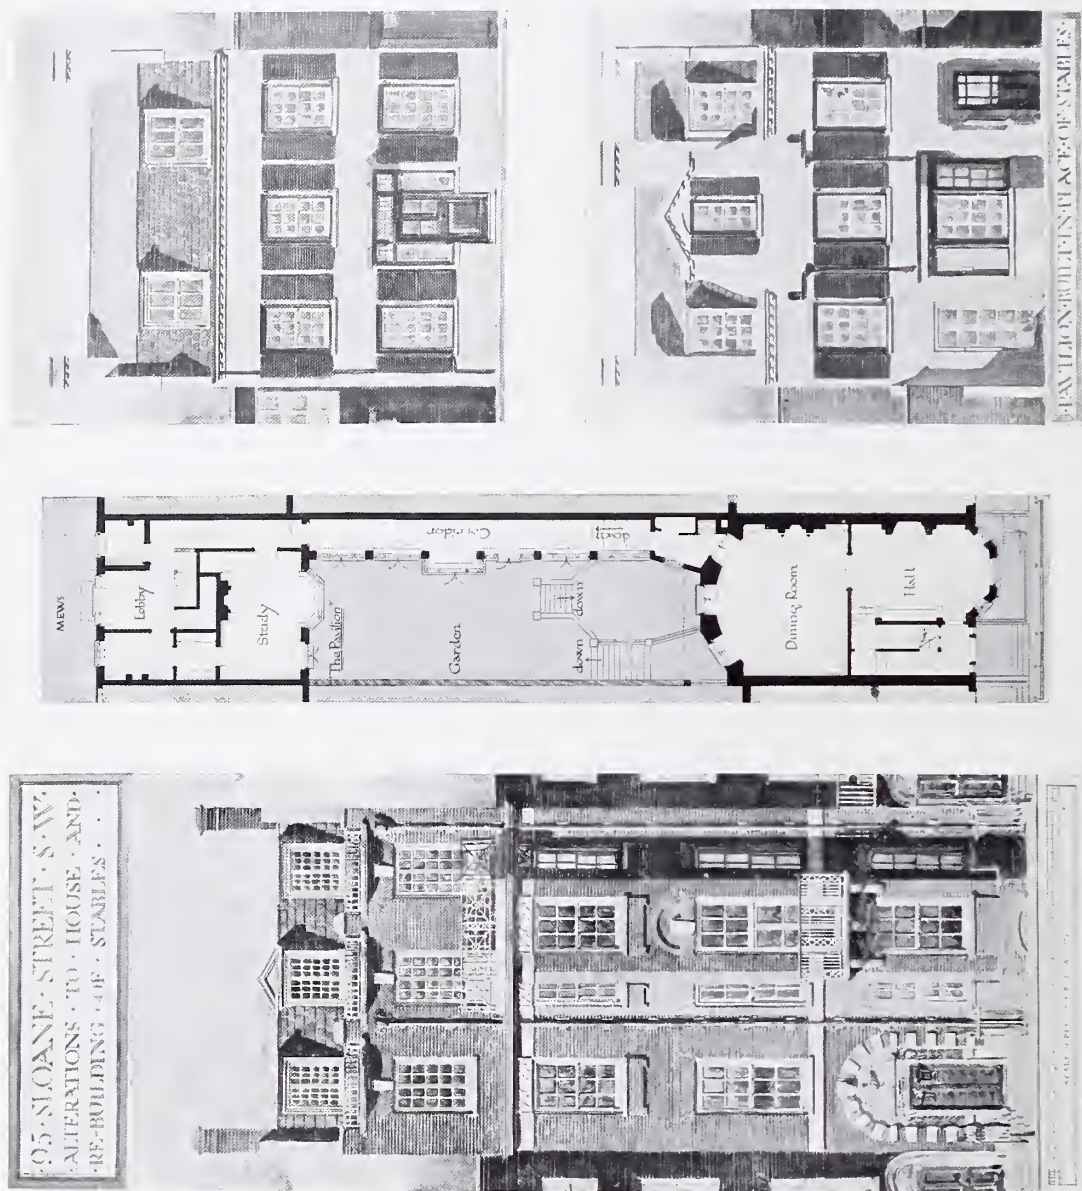 ·95·SLOANE·STREET·S·W·
·ALTERATIONS·TO·HOUSE·AND·
RE-BUILDING·OF·STABLES·
MEWS
Lobby
Study
The Pavilion
Garden
Corridor
down
down
down
Dining Room
Hall
PAVILION·BUILT·IN·PLACE·OF·STABLES·